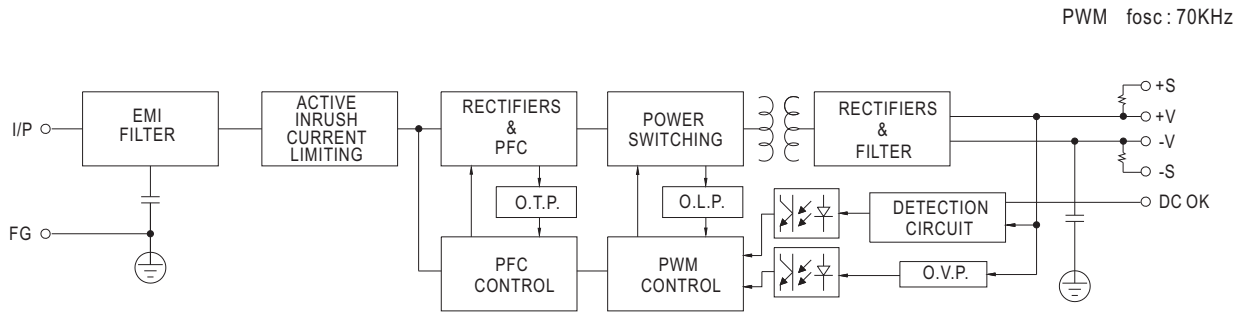 PWM fosc : 70KHz
I/P
EMI
FILTER
ACTIVE
INRUSH
CURRENT
LIMITING
RECTIFIERS
&
PFC
POWER
SWITCHING
RECTIFIERS
&
FILTER
+S
+V
-V
-S
DC OK
O.T.P.
O.L.P.
DETECTION
CIRCUIT
FG
PFC
CONTROL
PWM
CONTROL
O.V.P.